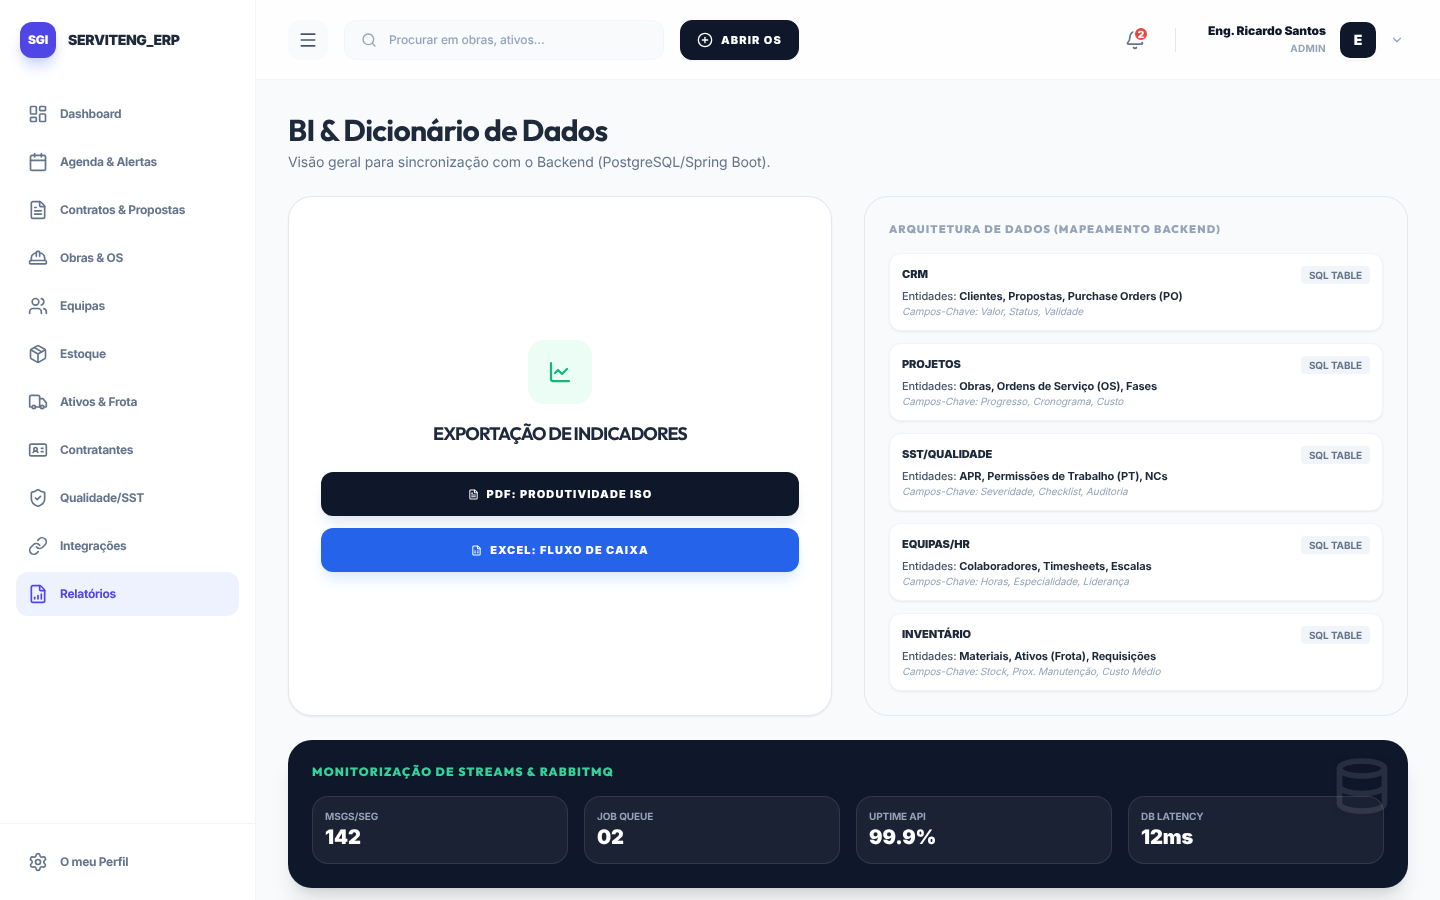 SGI
SERVITENG_ERP
Procurar em obras, ativos...
ABRIR OS
2
Eng. Ricardo Santos
ADMIN
E
Dashboard
Agenda & Alertas
Contratos & Propostas
Obras & OS
Equipas
Estoque
Ativos & Frota
Contratantes
Qualidade/SST
Integrações
Relatórios
O meu Perfil
BI & Dicionário de Dados
Visão geral para sincronização com o Backend (PostgreSQL/Spring Boot).
EXPORTAÇÃO DE INDICADORES
PDF: PRODUTIVIDADE ISO
EXCEL: FLUXO DE CAIXA
ARQUITETURA DE DADOS (MAPEAMENTO BACKEND)
CRM
SQL TABLE
Entidades: Clientes, Propostas, Purchase Orders (PO)
Campos-Chave: Valor, Status, Validade
PROJETOS
SQL TABLE
Entidades: Obras, Ordens de Serviço (OS), Fases
Campos-Chave: Progresso, Cronograma, Custo
SST/QUALIDADE
SQL TABLE
Entidades: APR, Permissões de Trabalho (PT), NCs
Campos-Chave: Severidade, Checklist, Auditoria
EQUIPAS/HR
SQL TABLE
Entidades: Colaboradores, Timesheets, Escalas
Campos-Chave: Horas, Especialidade, Liderança
INVENTÁRIO
SQL TABLE
Entidades: Materiais, Ativos (Frota), Requisições
Campos-Chave: Stock, Prox. Manutenção, Custo Médio
MONITORIZAÇÃO DE STREAMS & RABBITMQ
MSGS/SEG
142
JOB QUEUE
02
UPTIME API
99.9%
DB LATENCY
12ms